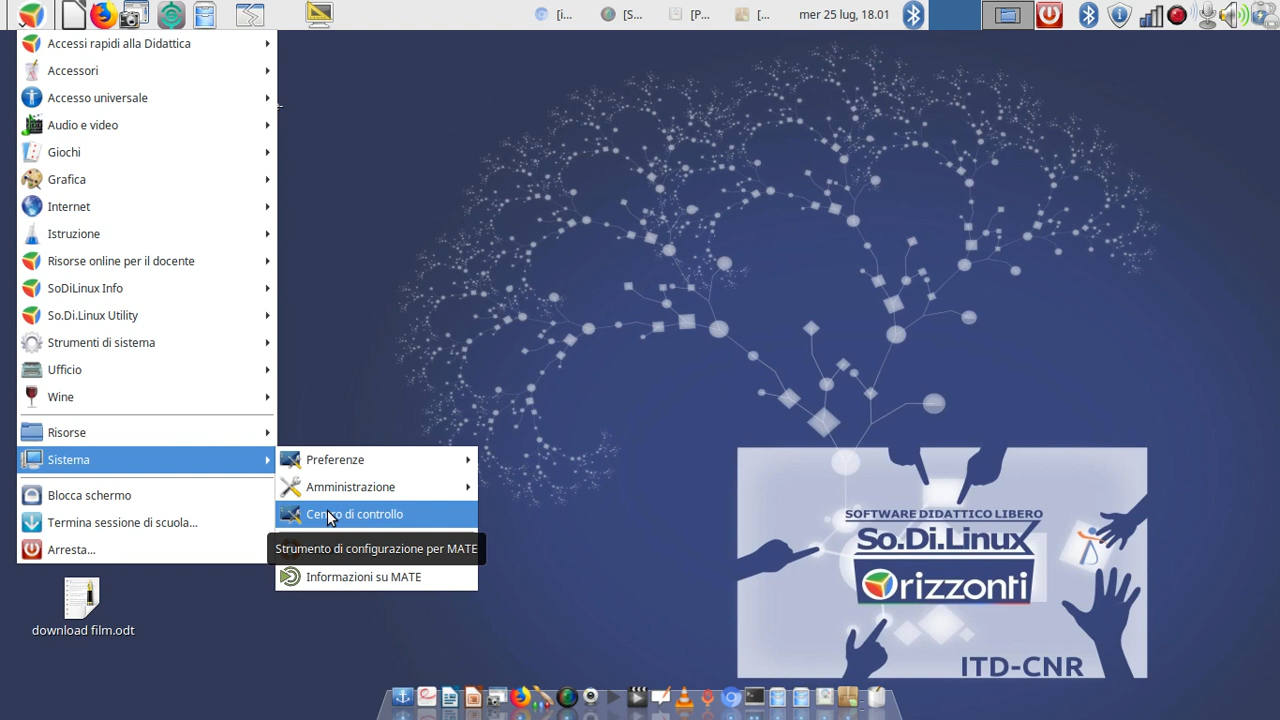 [i...
[S...
[P...
[...
mer 25 lug, 18.01
Accessi rapidi alla Didattica
Accessori
Accesso universale
Audio e video
Giochi
Grafica
Internet
Istruzione
Risorse online per il docente
SoDiLinux Info
So.Di.Linux Utility
Strumenti di sistema
Ufficio
Wine
Risorse
Sistema
Blocca schermo
Termina sessione di scuola...
Arresta...
Preferenze
Amministrazione
Centro di controllo
Strumento di configurazione per MATE
Informazioni su MATE
download film.odt
SOFTWARE DIDATTICO LIBERO
So.Di.Linux
Orizzonti
ITD-CNR